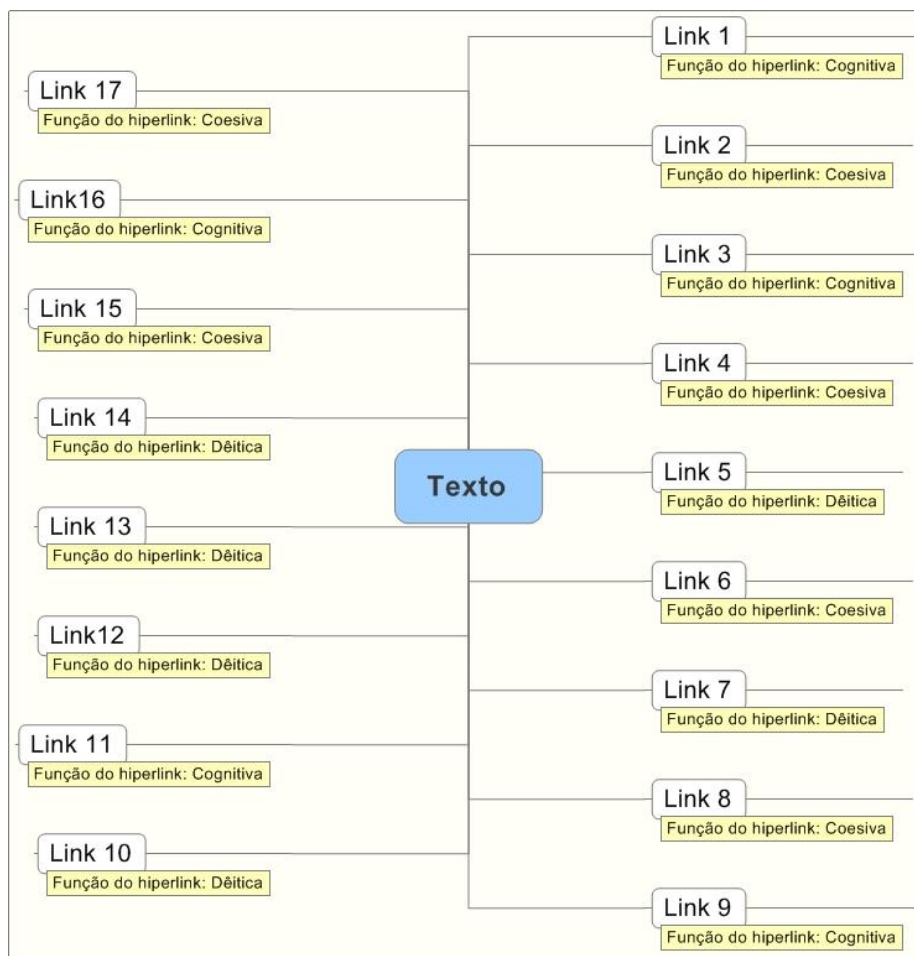 Link 1
Função do hiperlink: Cognitiva
Link 2
Função do hiperlink: Coesiva
Link 3
Função do hiperlink: Cognitiva
Link 4
Função do hiperlink: Coesiva
Link 5
Função do hiperlink: Dêitica
Link 6
Função do hiperlink: Coesiva
Link 7
Função do hiperlink: Dêitica
Link 8
Função do hiperlink: Coesiva
Link 9
Função do hiperlink: Cognitiva
Texto
Link 17
Função do hiperlink: Coesiva
Link16
Função do hiperlink: Cognitiva
Link 15
Função do hiperlink: Coesiva
Link 14
Função do hiperlink: Dêitica
Link 13
Função do hiperlink: Dêitica
Link12
Função do hiperlink: Dêitica
Link 11
Função do hiperlink: Cognitiva
Link 10
Função do hiperlink: Dêitica